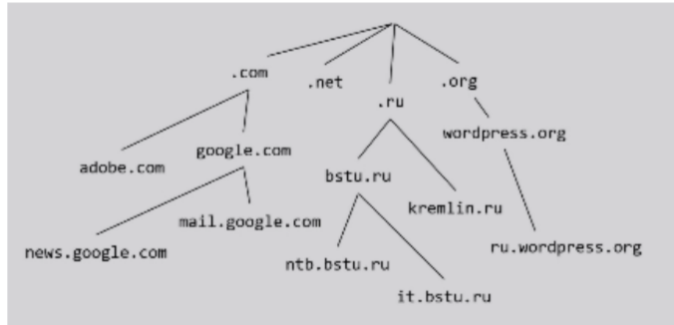 .com
.net
.ru
.org
adobe.com
google.com
bstu.ru
kremlin.ru
wordpress.org
news.google.com
mail.google.com
ntb.bstu.ru
it.bstu.ru
ru.wordpress.org